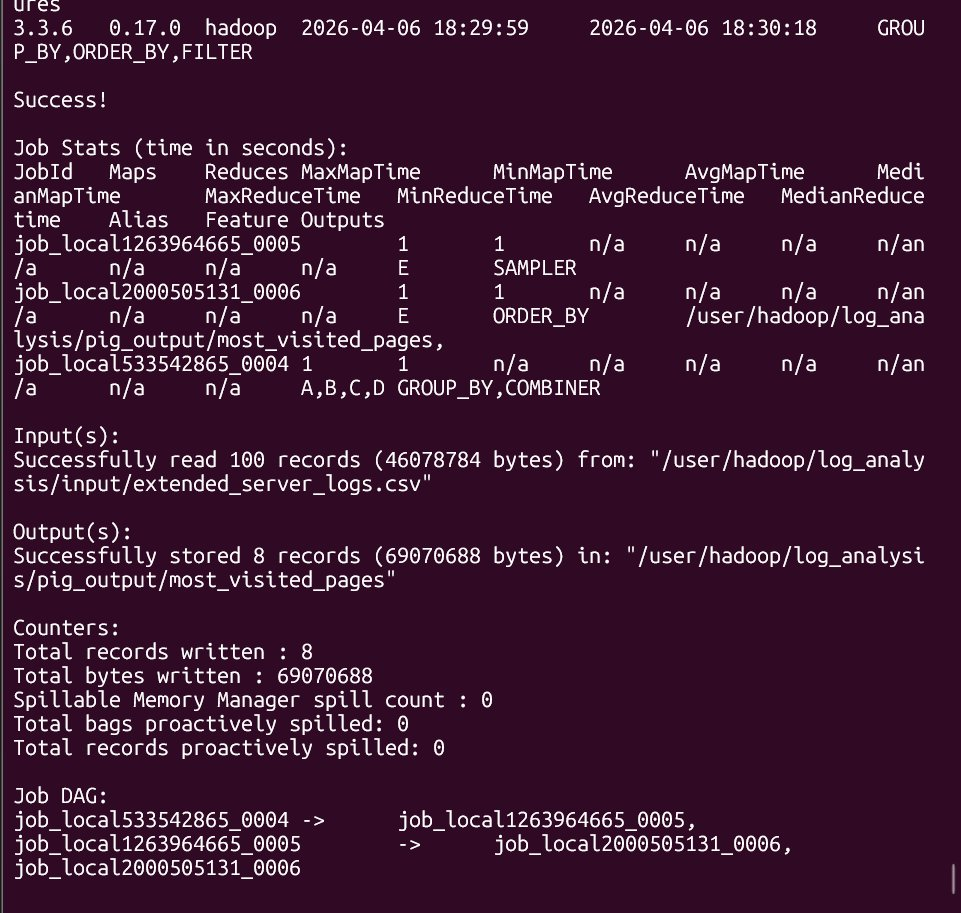 ures
3.3.6   0.17.0  hadoop  2026-04-06 18:29:59     2026-04-06 18:30:18     GROU
P_BY,ORDER_BY,FILTER

Success!

Job Stats (time in seconds):
JobId   Maps    Reduces MaxMapTime      MinMapTime      AvgMapTime      Medi
anMapTime       MaxReduceTime   MinReduceTime   AvgReduceTime   MedianReduce
time    Alias   Feature Outputs
job_local1263964665_0005        1       1       n/a     n/a     n/a     n/an
/a      n/a     n/a     n/a     E       SAMPLER
job_local2000505131_0006        1       1       n/a     n/a     n/a     n/an
/a      n/a     n/a     n/a     E       ORDER_BY        /user/hadoop/log_ana
lysis/pig_output/most_visited_pages,
job_local533542865_0004 1       1       n/a     n/a     n/a     n/a     n/an
/a      n/a     n/a     A,B,C,D GROUP_BY,COMBINER

Input(s):
Successfully read 100 records (46078784 bytes) from: "/user/hadoop/log_analy
sis/input/extended_server_logs.csv"

Output(s):
Successfully stored 8 records (69070688 bytes) in: "/user/hadoop/log_analysi
s/pig_output/most_visited_pages"

Counters:
Total records written : 8
Total bytes written : 69070688
Spillable Memory Manager spill count : 0
Total bags proactively spilled: 0
Total records proactively spilled: 0

Job DAG:
job_local533542865_0004 ->      job_local1263964665_0005,
job_local1263964665_0005        ->      job_local2000505131_0006,
job_local2000505131_0006